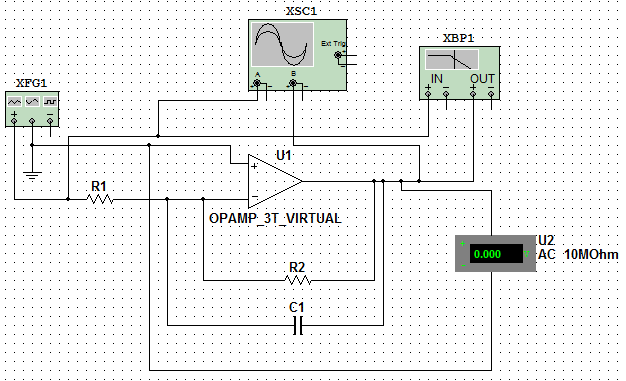 XSC1
Ext Trig
+
–
A
B
+ – + –
XBP1
IN OUT
+ – + –
XFG1
+ –
U1
+
–
OPAMP_3T_VIRTUAL
R1
R2
C1
U2
+ 0.000 V
AC 10MOhm